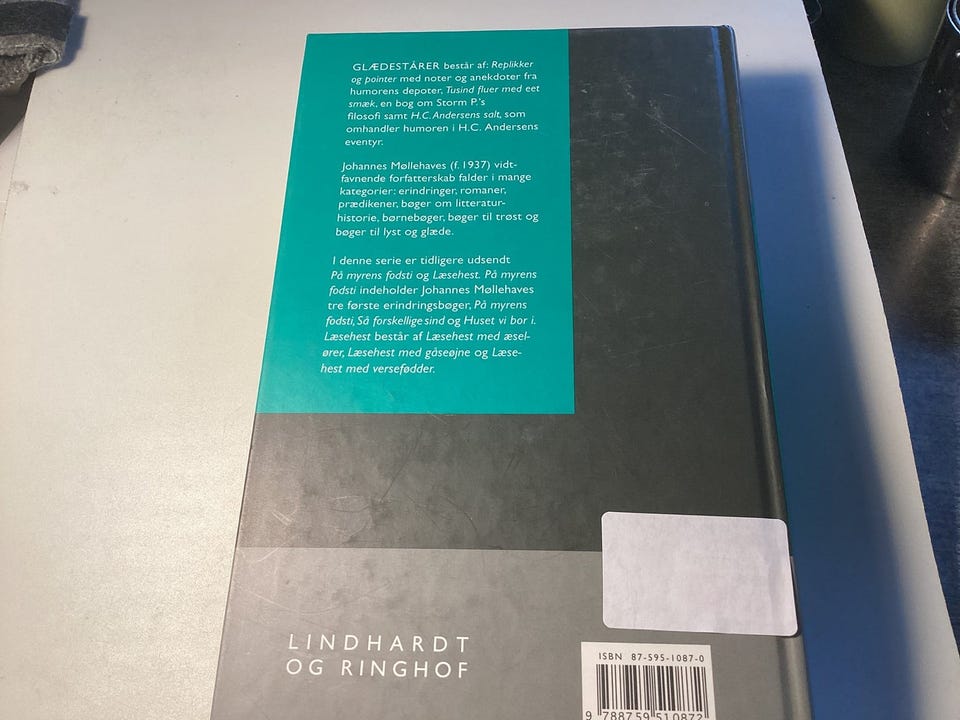 GLÆDESTÅRER består af: Replikker
og pointer med noter og anekdoter fra
humorens depoter, Tusind fluer med eet
smæk, en bog om Storm P.'s
filosofi samt H.C. Andersens salt, som
omhandler humoren i H.C. Andersens
eventyr.
Johannes Møllehaves (f. 1937) vidt-
favnende forfatterskab falder i mange
kategorier: erindringer, romaner,
prædikener, bøger om litteratur-
historie, børnebøger, bøger til trøst og
bøger til lyst og glæde.
I denne serie er tidligere udsendt
På myrens fodsti og Læsehest. På myrens
fodsti indeholder Johannes Møllehaves
tre første erindringsbøger, På myrens
fodsti, Så forskellige sind og Huset vi bor i.
Læsehest består af Læsehest med æsel-
ører, Læsehest med gåseøjne og Læse-
hest med versefødder.
LINDHARDT
OG RINGHOF
ISBN 87-595-1087-0
9 788759 510872